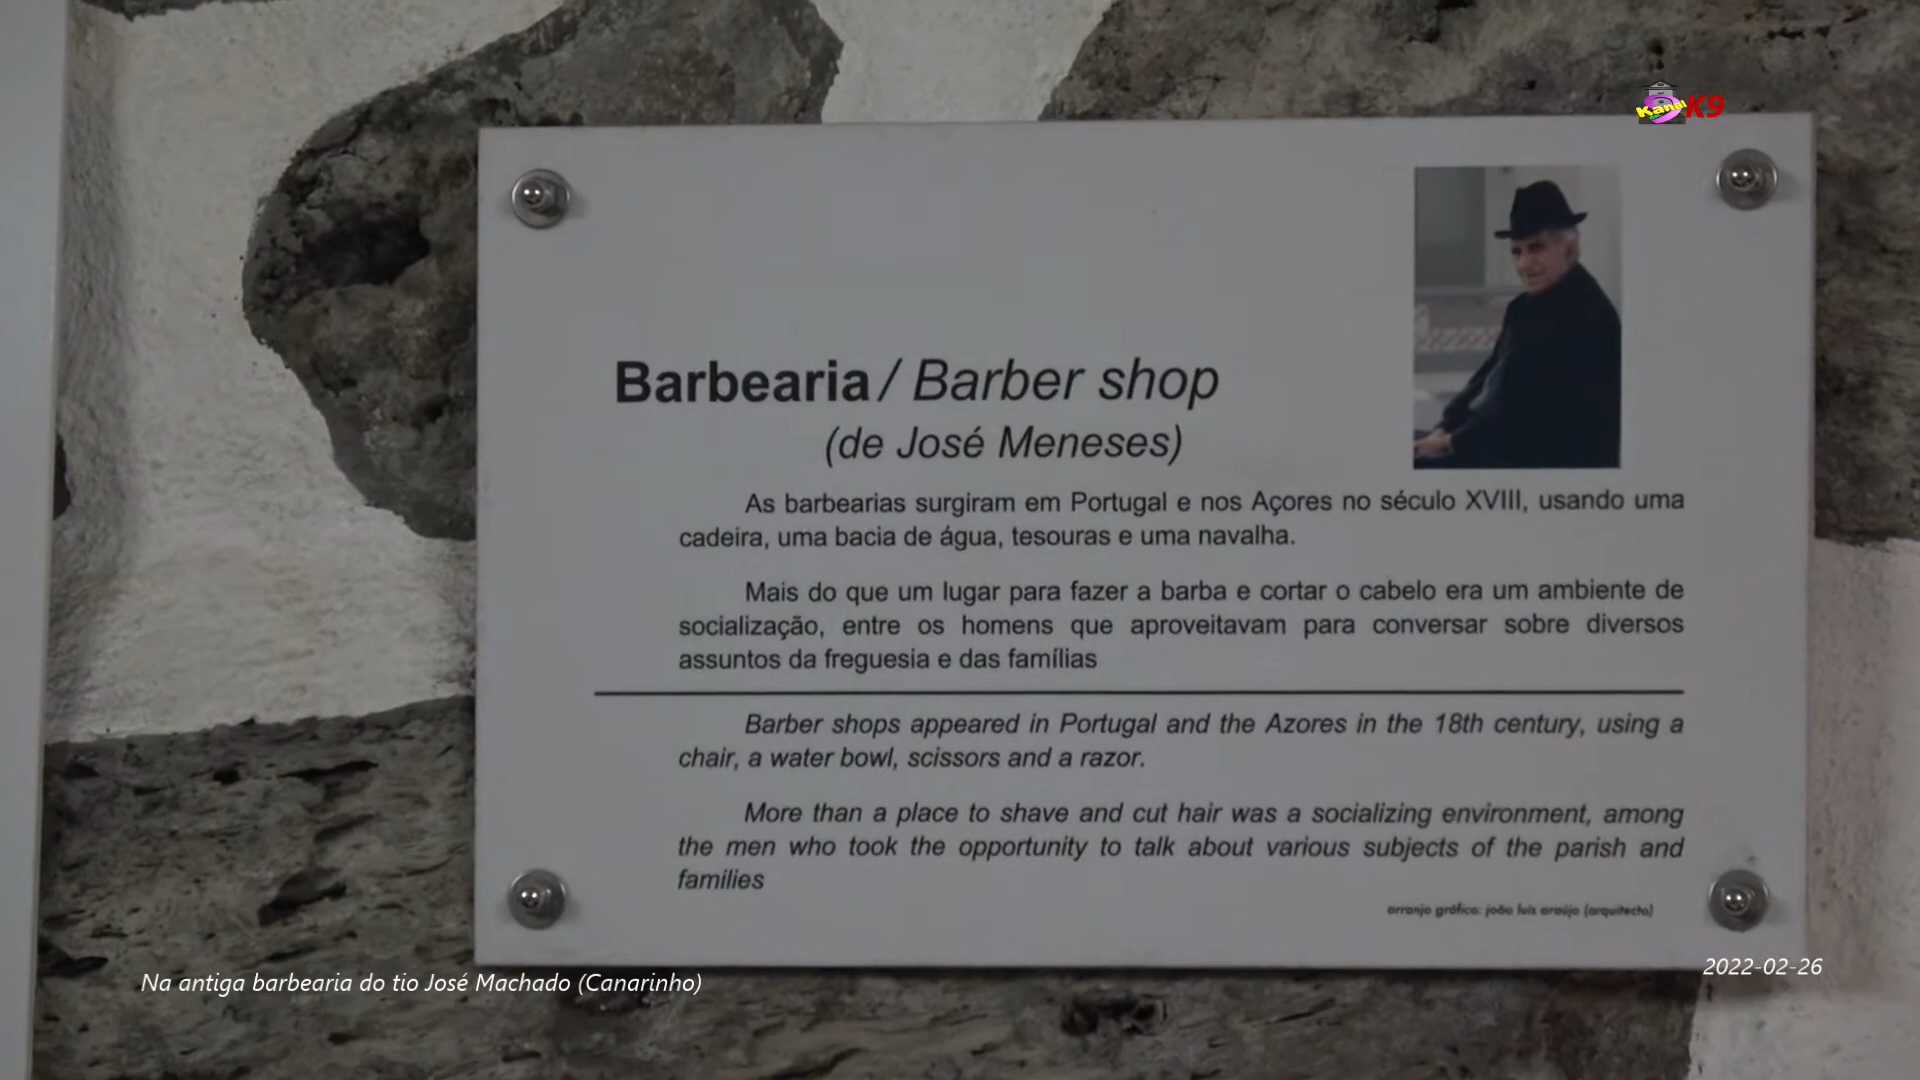 Kanal K9
Barbearia / Barber shop
(de José Meneses)
As barbearias surgiram em Portugal e nos Açores no século XVIII, usando uma
cadeira, uma bacia de água, tesouras e uma navalha.
Mais do que um lugar para fazer a barba e cortar o cabelo era um ambiente de
socialização, entre os homens que aproveitavam para conversar sobre diversos
assuntos da freguesia e das famílias
Barber shops appeared in Portugal and the Azores in the 18th century, using a
chair, a water bowl, scissors and a razor.
More than a place to shave and cut hair was a socializing environment, among
the men who took the opportunity to talk about various subjects of the parish and
families
arranjo gráfico: joão luís araújo (arquitecto)
Na antiga barbearia do tio José Machado (Canarinho)
2022-02-26